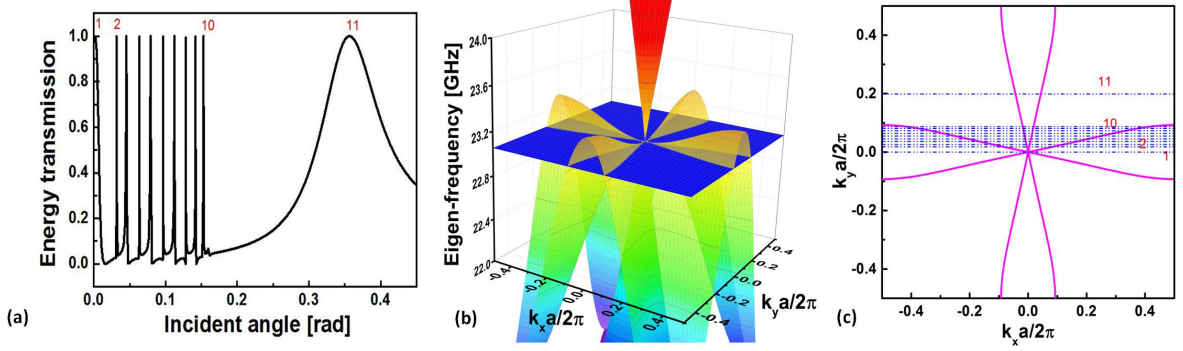 1 2 10 11
1.0
0.8
0.6
0.4
0.2
0.0
Energy transmission
0.0 0.1 0.2 0.3 0.4
Incident angle [rad]
(a)
24.0
23.6
23.2
22.8
22.4
22.0
Eigen-frequency [GHz]
-0.4 -0.2 0.0 0.2 0.4
kₓa/2π
-0.4 -0.2 0.0 0.2 0.4
k_y a/2π
(b)
0.4
0.2
0.0
-0.2
-0.4
k_y a/2π
11
10
2
1
-0.4 -0.2 0.0 0.2 0.4
kₓa/2π
(c)